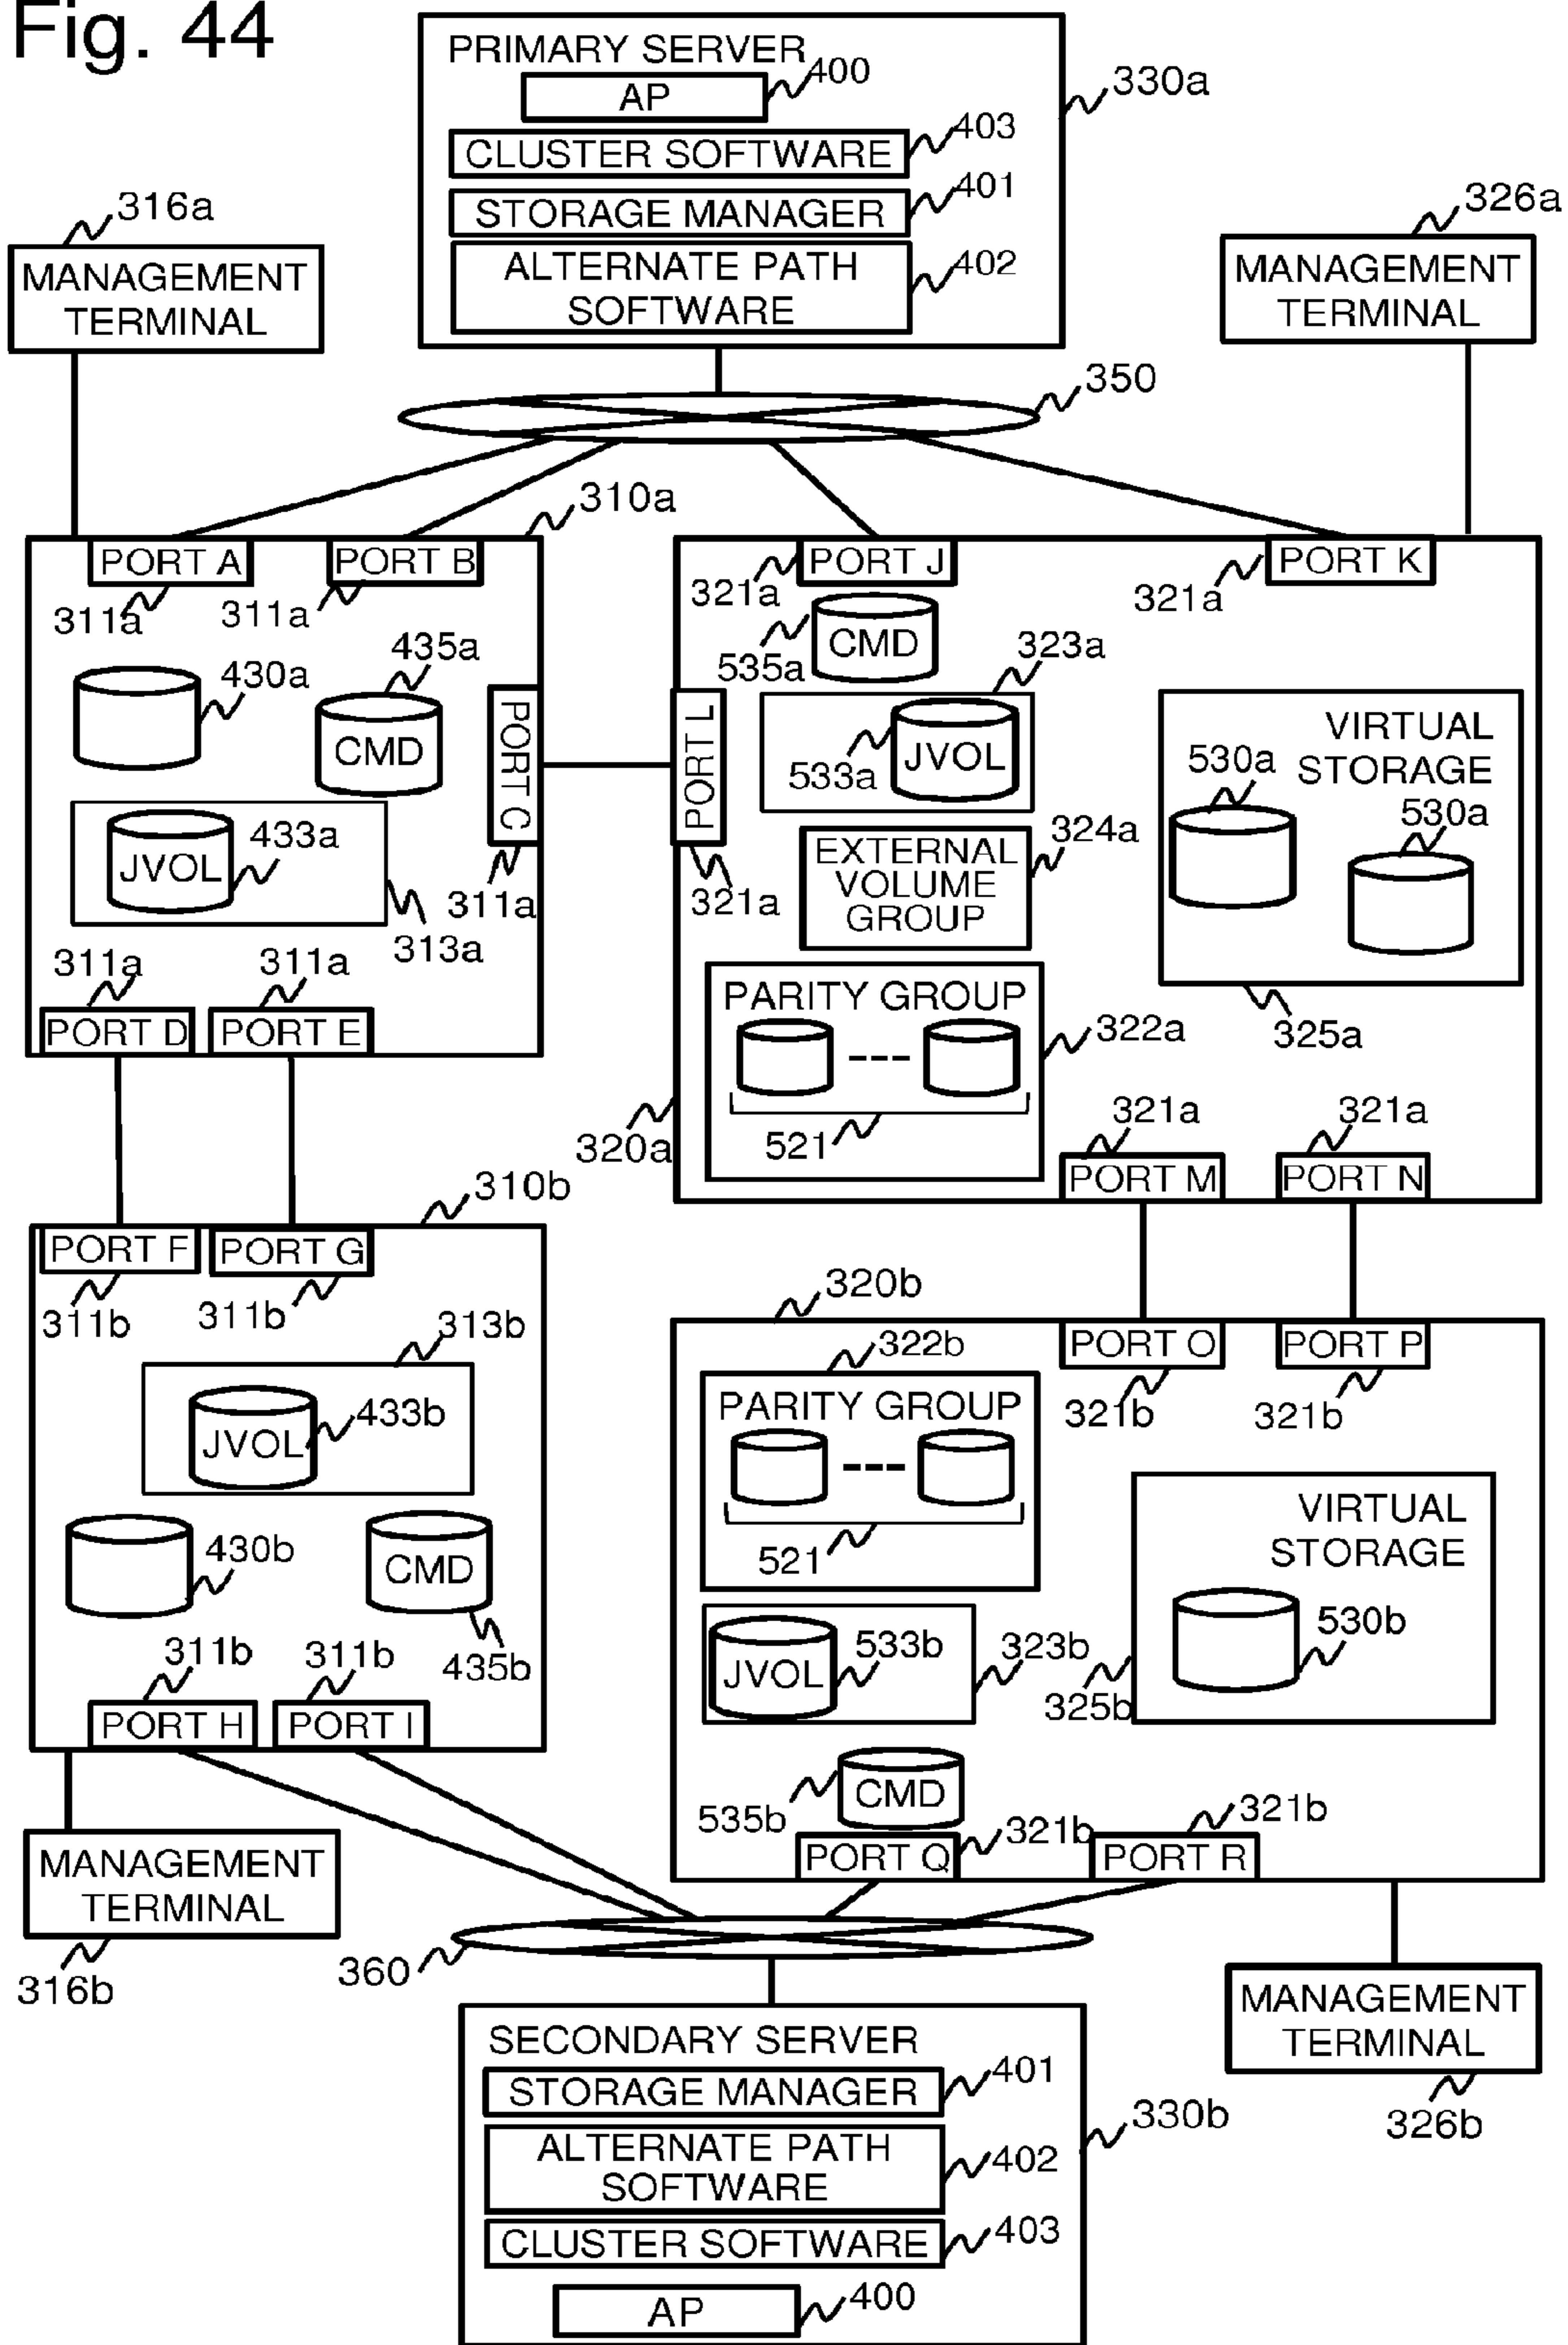 Fig. 44
PRIMARY SERVER
AP
400
330a
CLUSTER SOFTWARE
403
STORAGE MANAGER
401
ALTERNATE PATH
SOFTWARE
402
316a
MANAGEMENT
TERMINAL
326a
MANAGEMENT
TERMINAL
350
310a
PORT A
PORT B
311a
311a
430a
435a
CMD
PORT C
311a
JVOL
433a
313a
311a
311a
PORT D
PORT E
PORT J
PORT K
321a
321a
CMD
535a
323a
JVOL
533a
PORT L
321a
EXTERNAL
VOLUME
GROUP
324a
VIRTUAL
STORAGE
530a
530a
325a
PARITY GROUP
322a
521
320a
321a
321a
PORT M
PORT N
310b
PORT F
PORT G
311b
311b
313b
JVOL
433b
430b
CMD
435b
311b
311b
PORT H
PORT I
320b
PORT O
PORT P
321b
321b
322b
PARITY GROUP
521
VIRTUAL
STORAGE
530b
325b
JVOL
533b
323b
CMD
535b
321b
321b
PORT Q
PORT R
MANAGEMENT
TERMINAL
316b
360
MANAGEMENT
TERMINAL
326b
SECONDARY SERVER
STORAGE MANAGER
401
330b
ALTERNATE PATH
SOFTWARE
402
CLUSTER SOFTWARE
403
AP
400